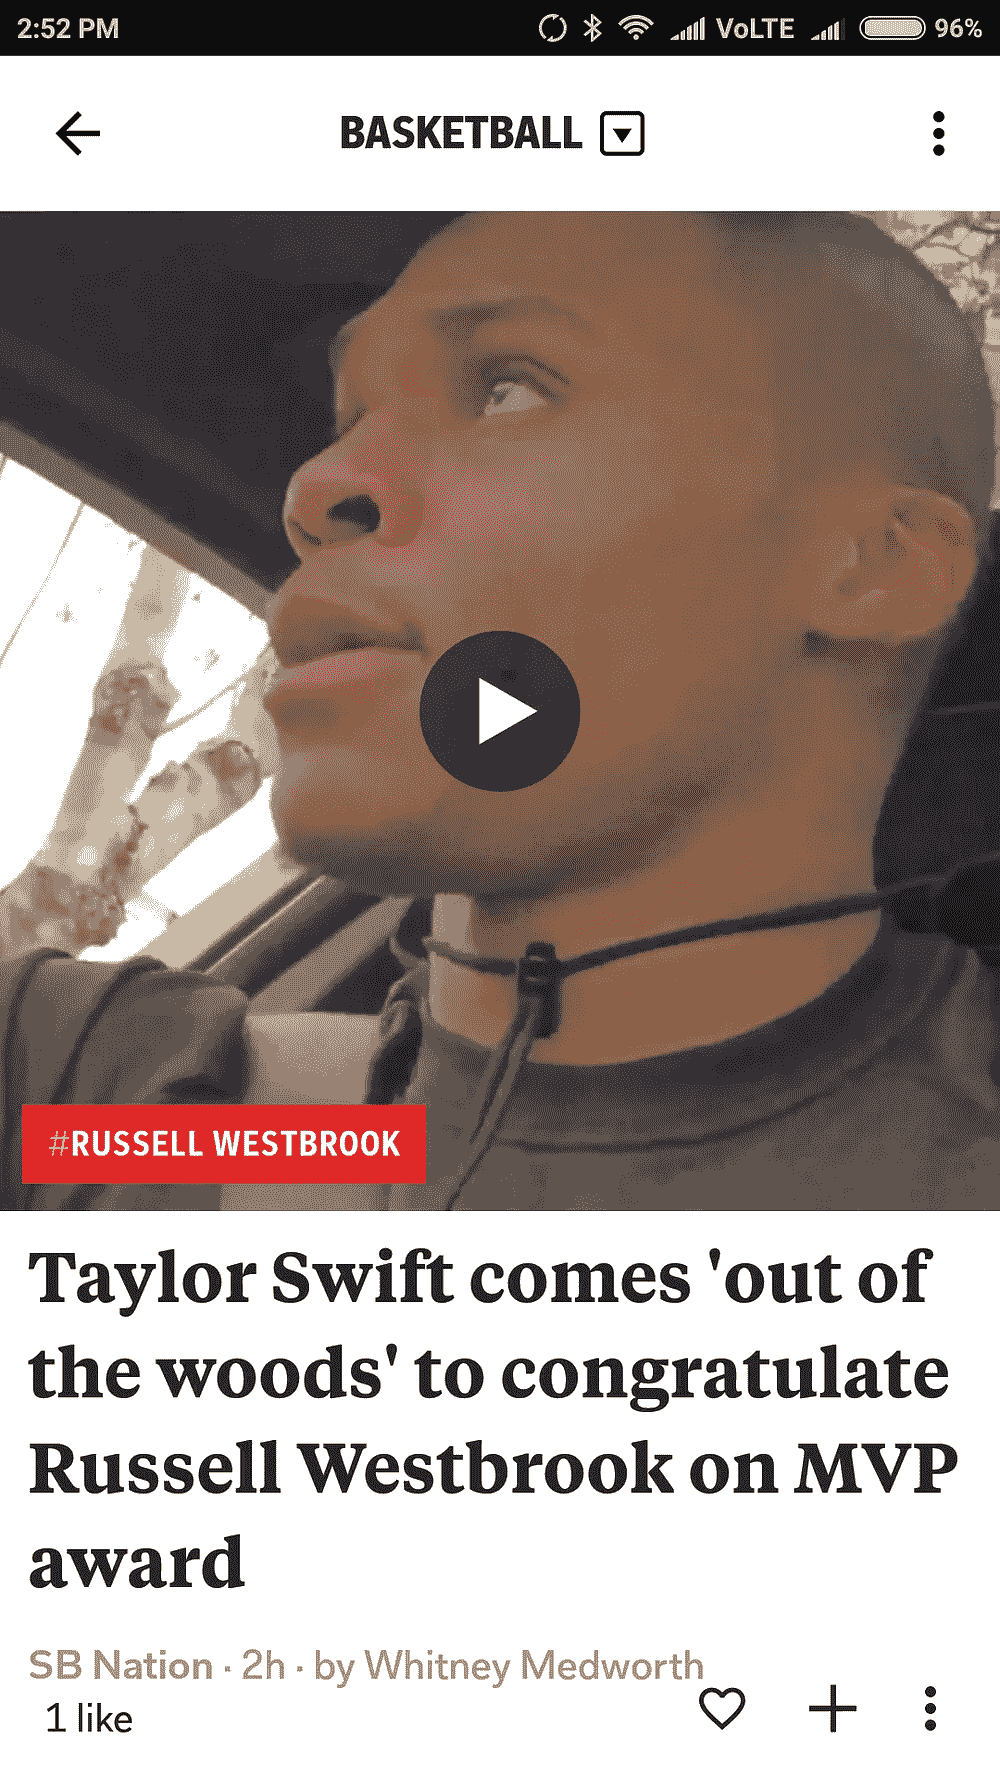 2:52 PM VoLTE 96%
BASKETBALL
#RUSSELL WESTBROOK
Taylor Swift comes 'out of
the woods' to congratulate
Russell Westbrook on MVP
award
SB Nation · 2h · by Whitney Medworth
1 like